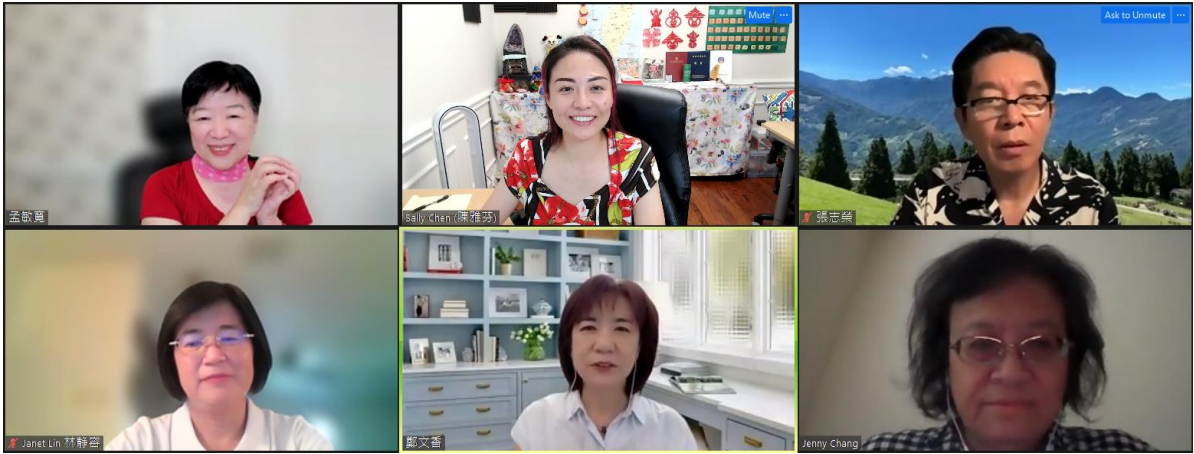 Mute
Ask to Unmute
孟敏寬
Sally Chen (陳雅芬)
張志榮
Janet Lin 林靜容
鄭文香
Jenny Chang